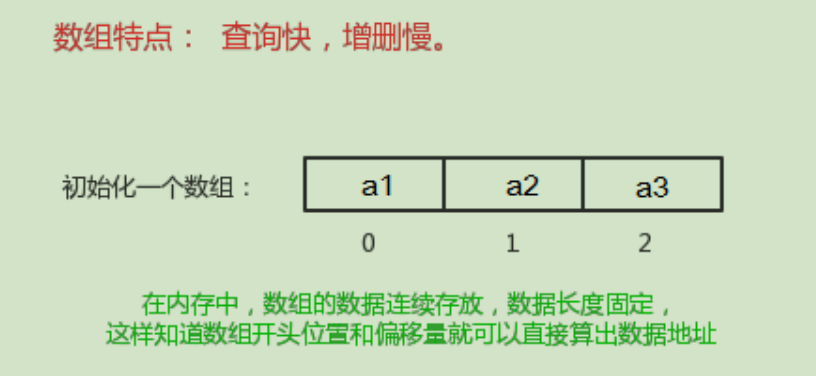 数组特点： 查询快，增删慢。
初始化一个数组： a1 a2 a3
0 1 2
在内存中，数组的数据连续存放，数据长度固定，
这样知道数组开头位置和偏移量就可以直接算出数据地址